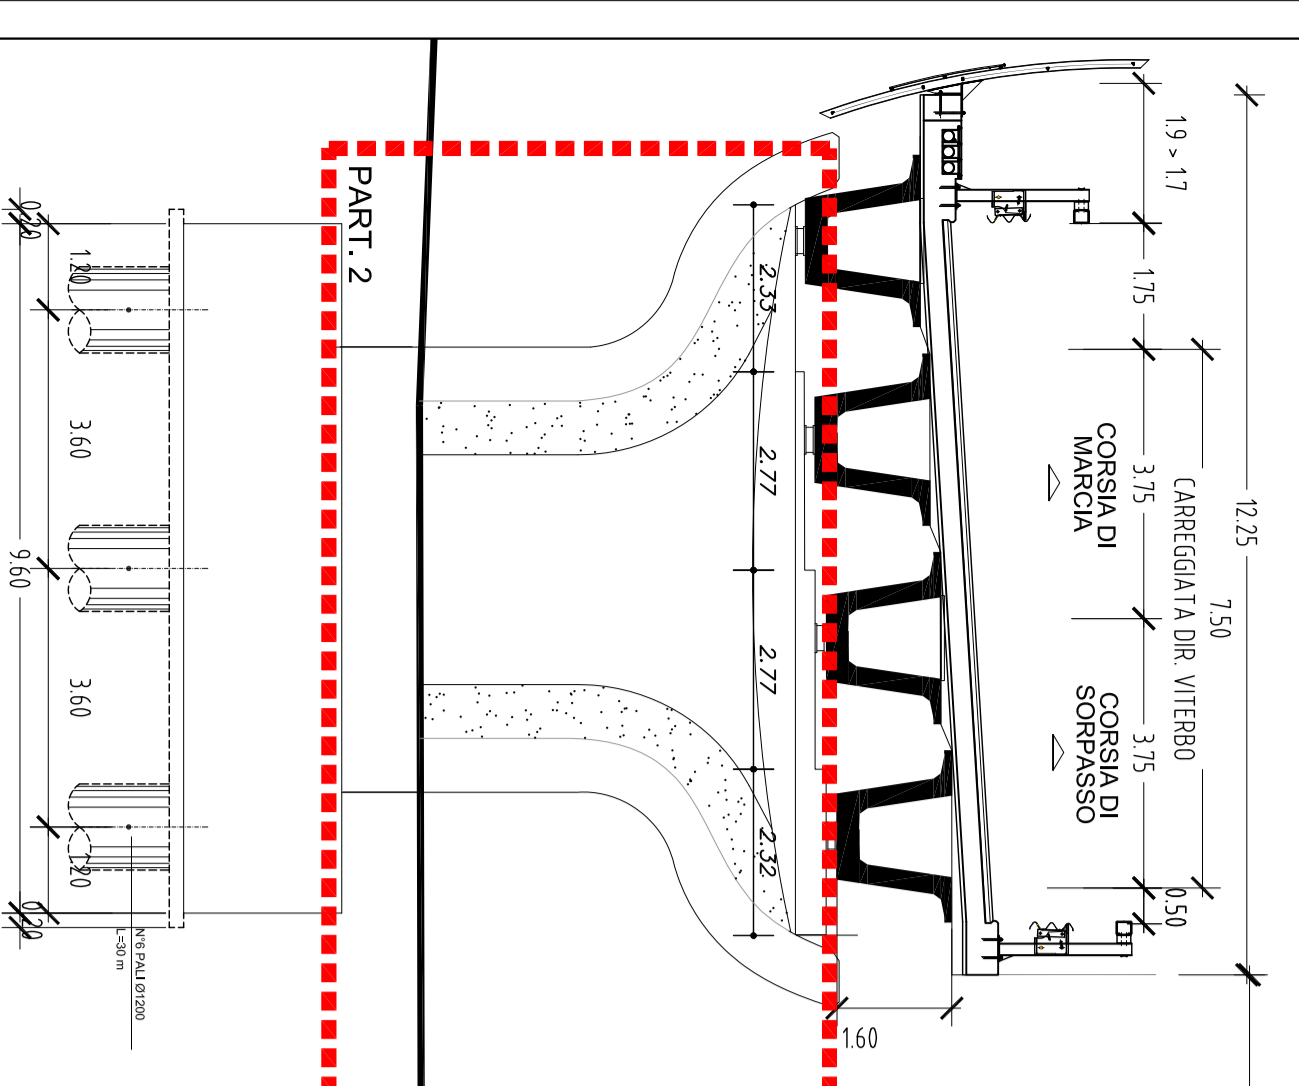 12.25
7.50
CARREGGIATA DIR. VITERBO
1.9 > 1.7
1.75
3.75
3.75
0.50
CORSIA DI
MARCIA
CORSIA DI
SORPASSO
1.60
2.33
2.77
2.77
2.32
PART. 2
0.20
1.20
3.60
3.60
1.20
0.20
9.60
N°6 PALI Ø1200
L=30 m